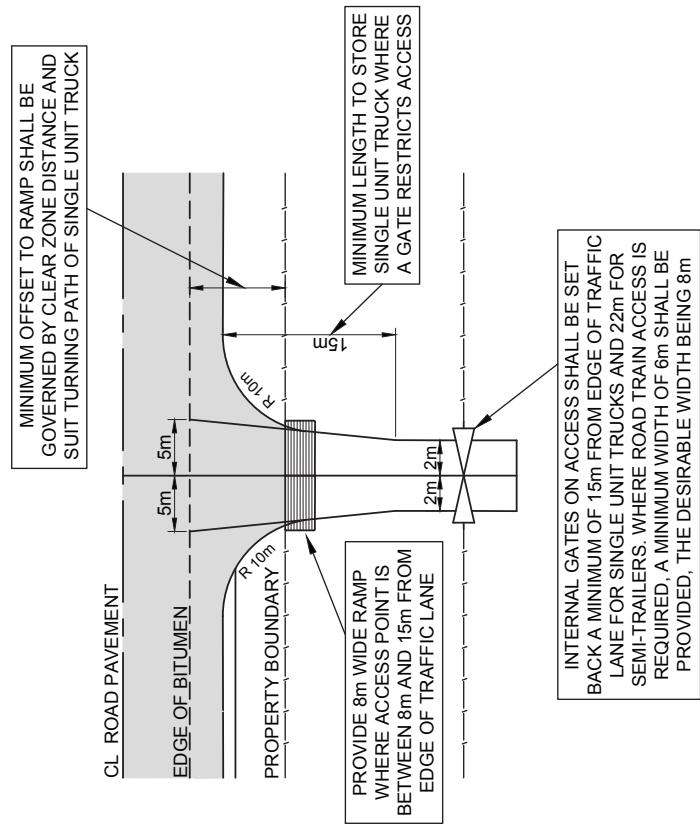 MINIMUM OFFSET TO RAMP SHALL BE
GOVERNED BY CLEAR ZONE DISTANCE AND
SUIT TURNING PATH OF SINGLE UNIT TRUCK
CL ROAD PAVEMENT
EDGE OF BITUMEN
5m
5m
R 10m
R 10m
PROPERTY BOUNDARY
15m
MINIMUM LENGTH TO STORE
SINGLE UNIT TRUCK WHERE
A GATE RESTRICTS ACCESS
PROVIDE 8m WIDE RAMP
WHERE ACCESS POINT IS
BETWEEN 8m AND 15m FROM
EDGE OF TRAFFIC LANE
2m
2m
INTERNAL GATES ON ACCESS SHALL BE SET
BACK A MINIMUM OF 15m FROM EDGE OF TRAFFIC
LANE FOR SINGLE UNIT TRUCKS AND 22m FOR
SEMI-TRAILERS. WHERE ROAD TRAIN ACCESS IS
REQUIRED, A MINIMUM WIDTH OF 6m SHALL BE
PROVIDED, THE DESIRABLE WIDTH BEING 8m